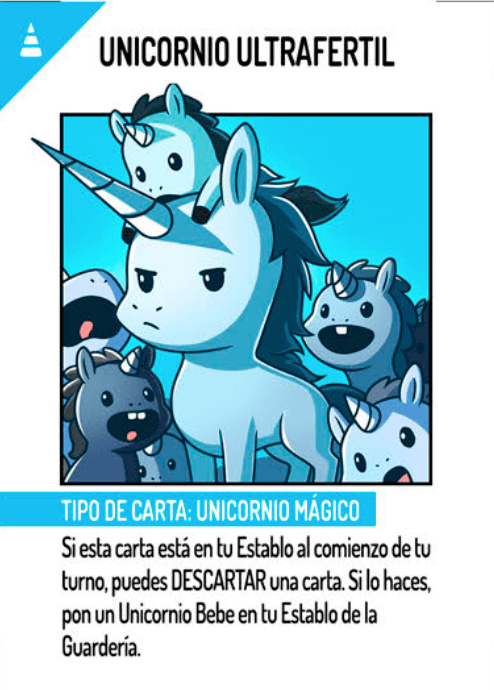 UNICORNIO ULTRAFERTIL
TIPO DE CARTA: UNICORNIO MÁGICO
Si esta carta está en tu Establo al comienzo de tu
turno, puedes DESCARTAR una carta. Si lo haces,
pon un Unicornio Bebe en tu Establo de la
Guardería.